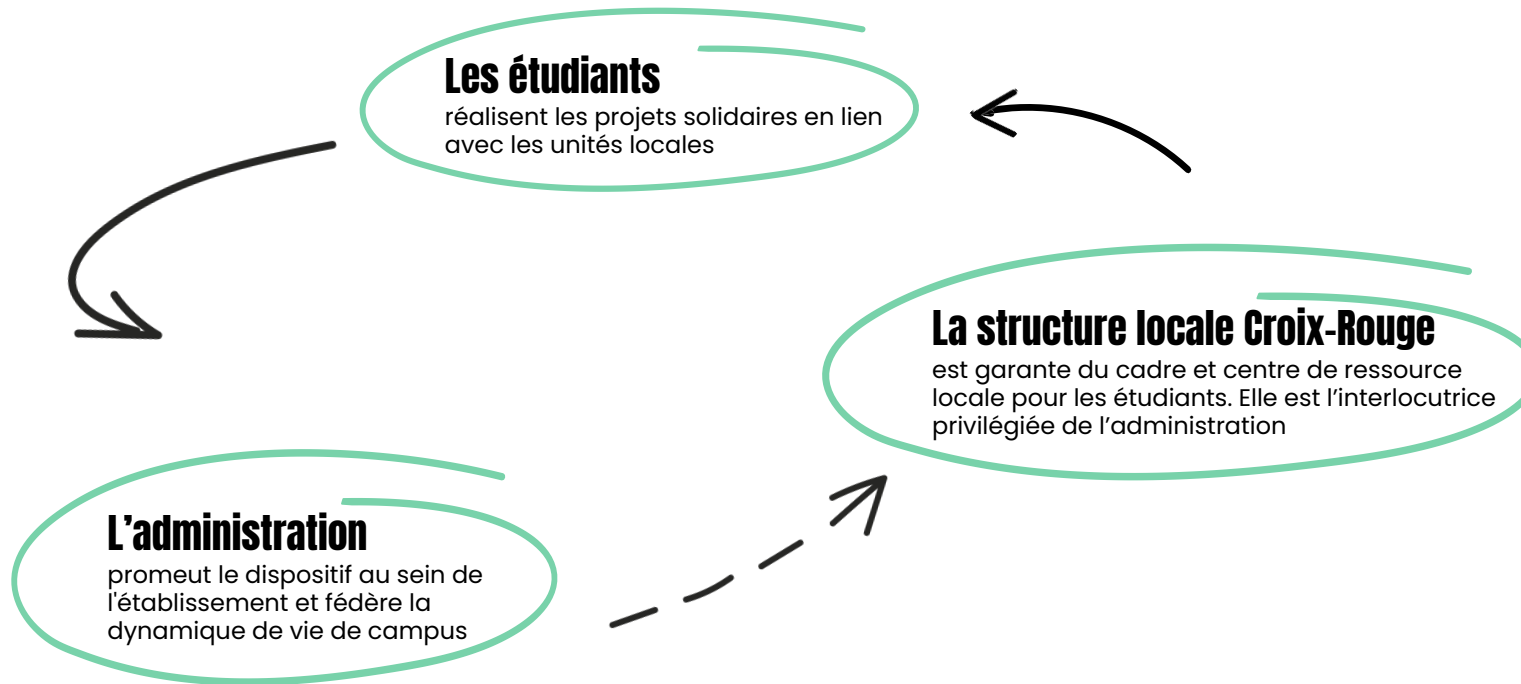 Les étudiants
réalisent les projets solidaires en lien
avec les unités locales
La structure locale Croix-Rouge
est garante du cadre et centre de ressource
locale pour les étudiants. Elle est l’interlocutrice
privilégiée de l’administration
L’administration
promeut le dispositif au sein de
l'établissement et fédère la
dynamique de vie de campus